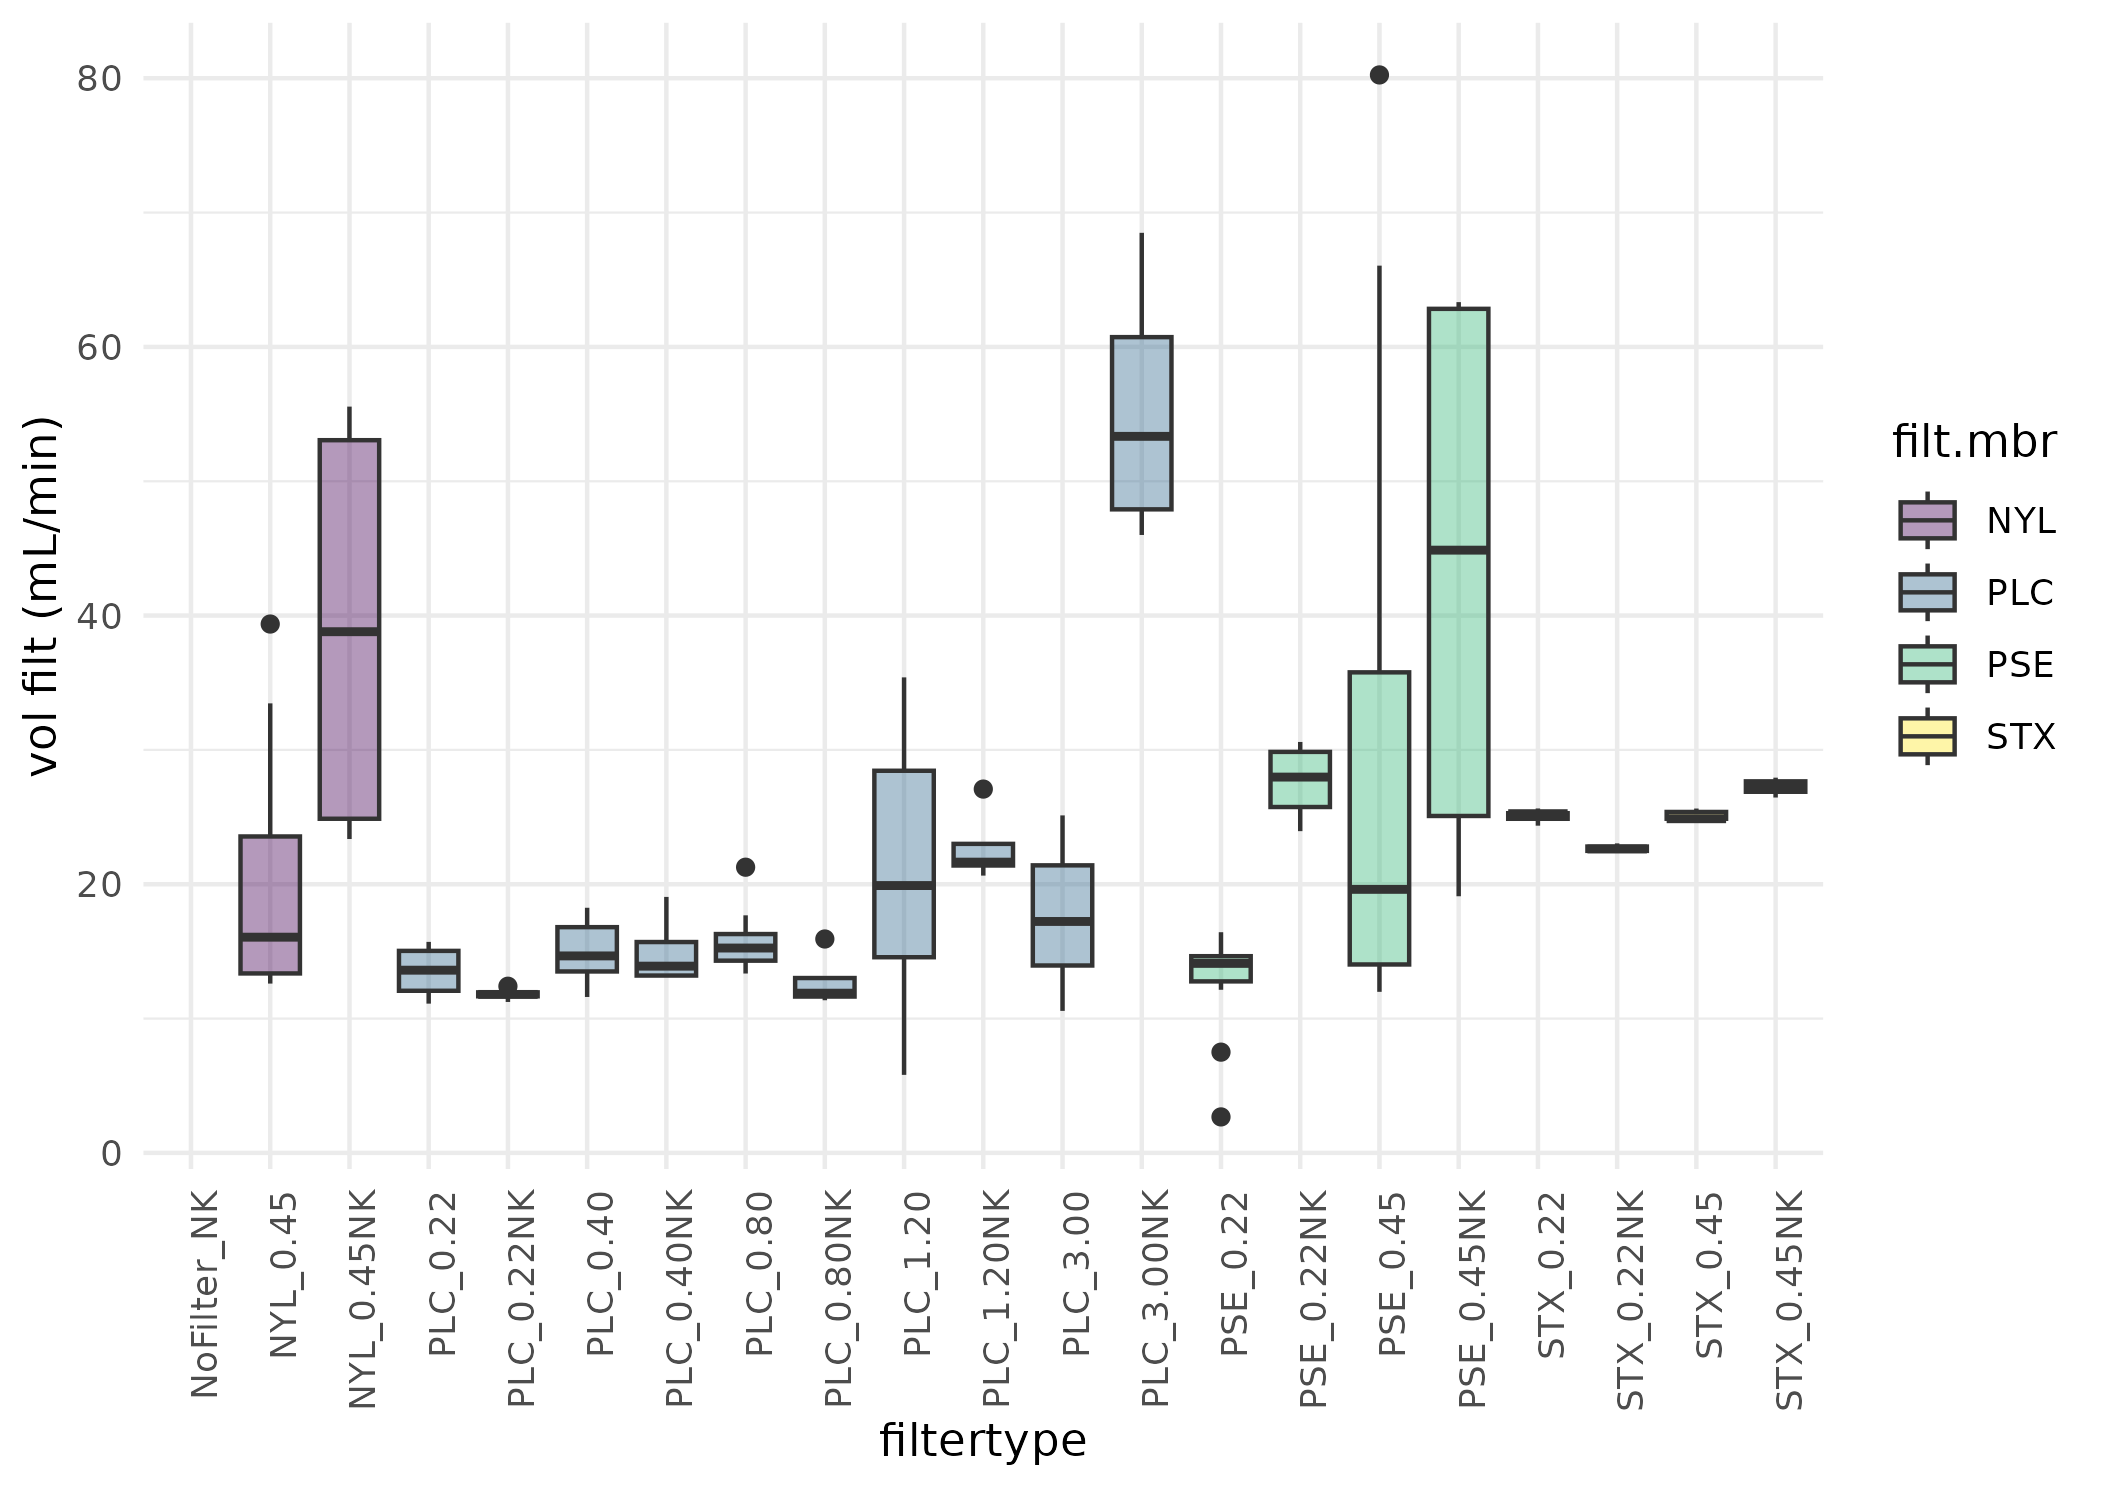 80
60
40
20
0
vol filt (mL/min)
NoFilter_NK
NYL_0.45
NYL_0.45NK
PLC_0.22
PLC_0.22NK
PLC_0.40
PLC_0.40NK
PLC_0.80
PLC_0.80NK
PLC_1.20
PLC_1.20NK
PLC_3.00
PLC_3.00NK
PSE_0.22
PSE_0.22NK
PSE_0.45
PSE_0.45NK
STX_0.22
STX_0.22NK
STX_0.45
STX_0.45NK
filtertype
filt.mbr
NYL
PLC
PSE
STX